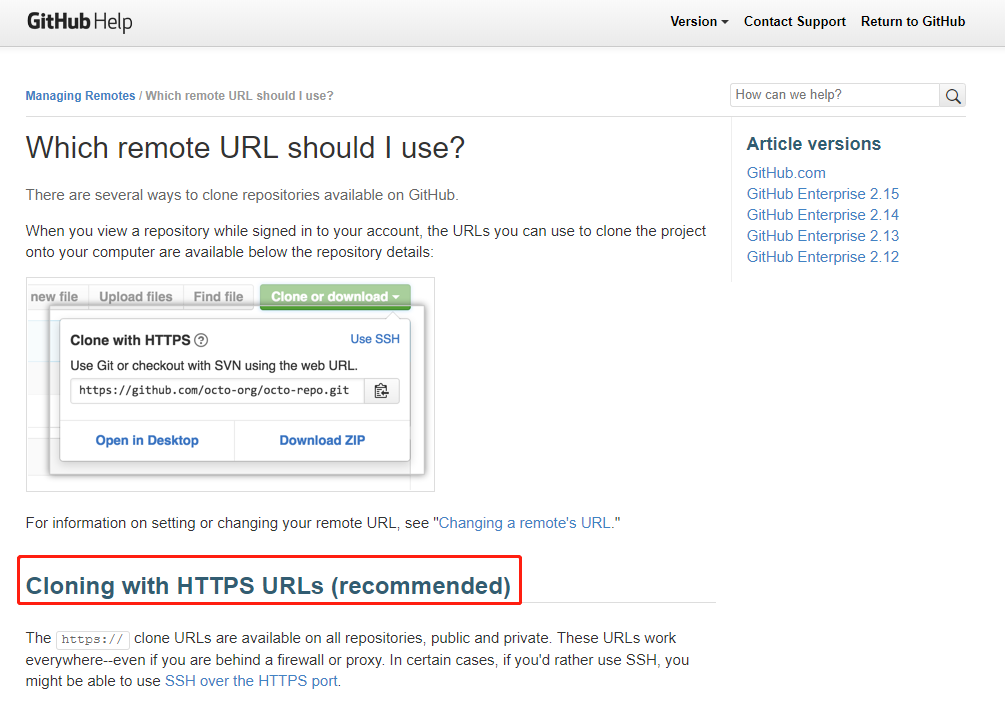 GitHub Help
Version Contact Support Return to GitHub
Managing Remotes / Which remote URL should I use?
How can we help?
Which remote URL should I use?
There are several ways to clone repositories available on GitHub.
When you view a repository while signed in to your account, the URLs you can use to clone the project
onto your computer are available below the repository details:
new file Upload files Find file Clone or download
Clone with HTTPS ? Use SSH
Use Git or checkout with SVN using the web URL.
https://github.com/octo-org/octo-repo.git
Open in Desktop Download ZIP
For information on setting or changing your remote URL, see "Changing a remote's URL."
Cloning with HTTPS URLs (recommended)
The https:// clone URLs are available on all repositories, public and private. These URLs work
everywhere--even if you are behind a firewall or proxy. In certain cases, if you'd rather use SSH, you
might be able to use SSH over the HTTPS port.
Article versions
GitHub.com
GitHub Enterprise 2.15
GitHub Enterprise 2.14
GitHub Enterprise 2.13
GitHub Enterprise 2.12